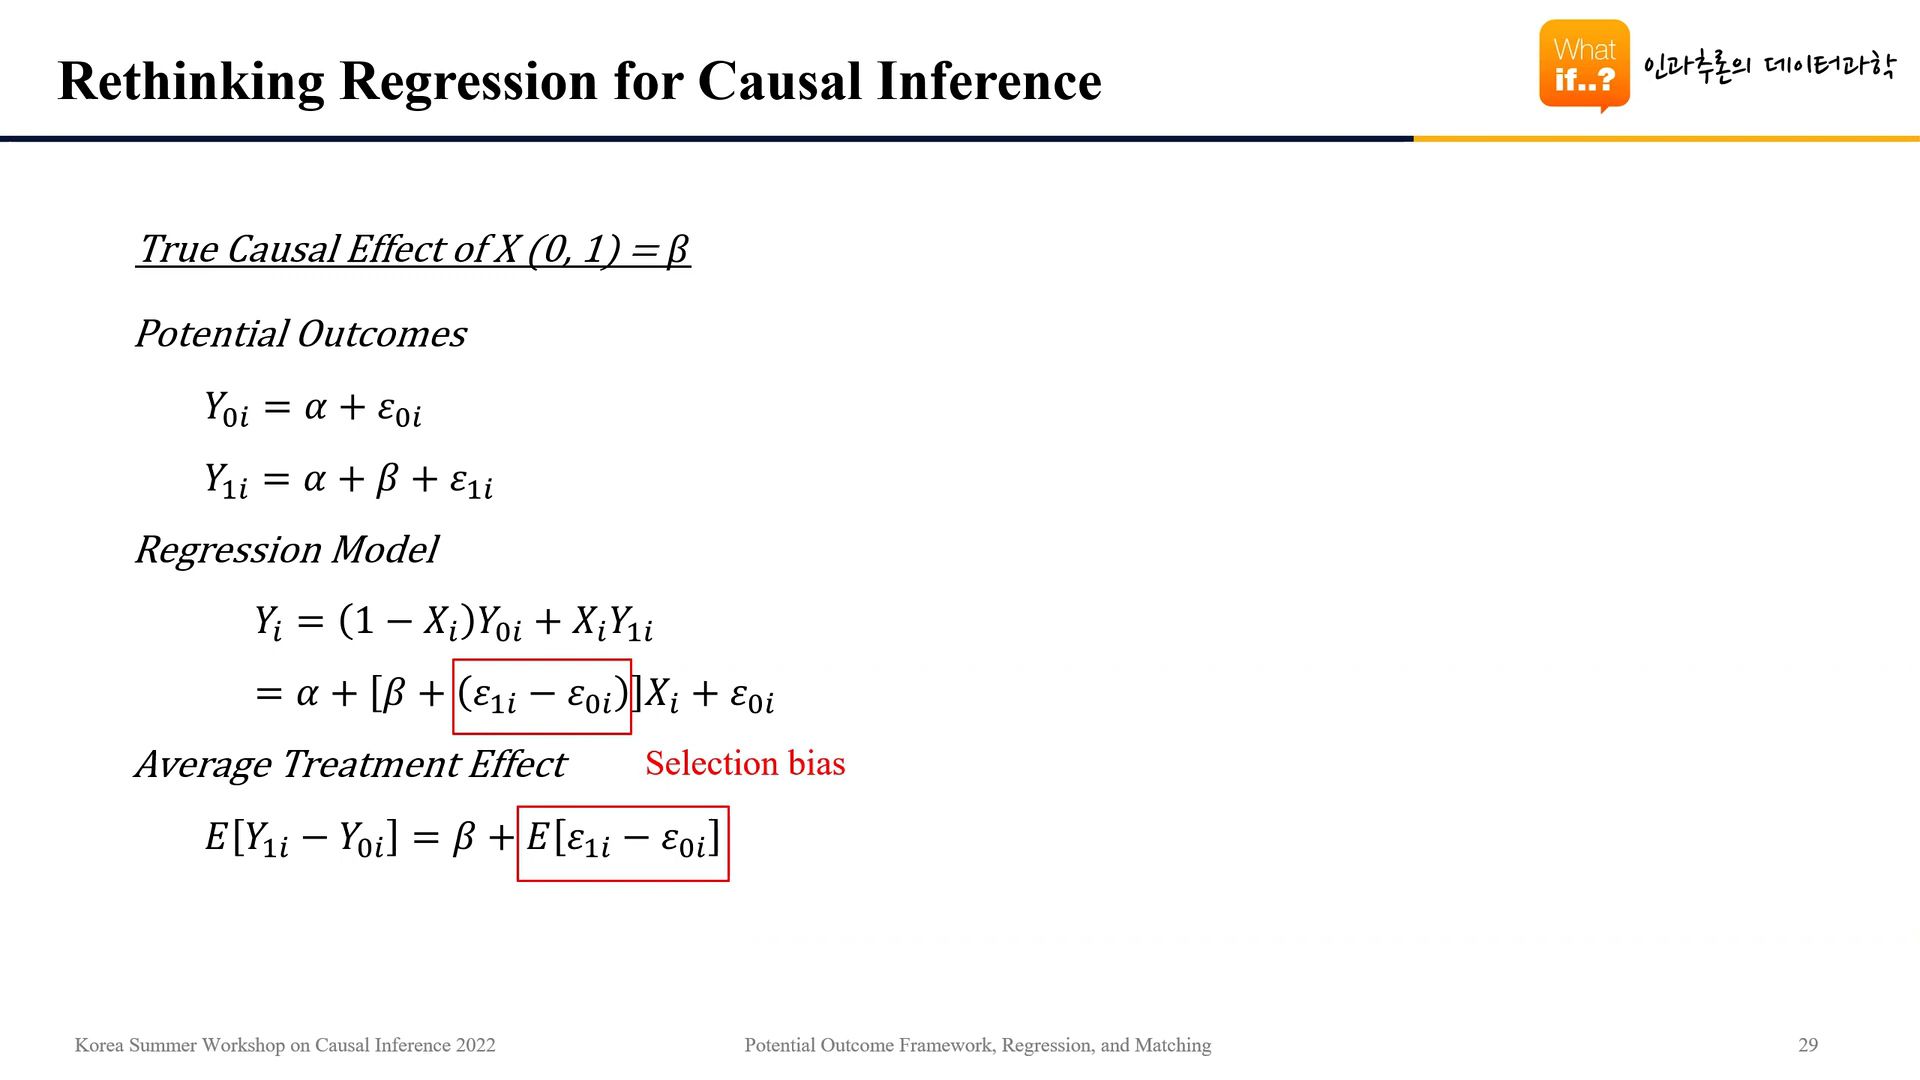 Rethinking Regression for Causal Inference
What
if..?
인과추론의 데이터과학
True Causal Effect of X (0, 1) = β
Potential Outcomes
Y₀ᵢ = α + ε₀ᵢ
Y₁ᵢ = α + β + ε₁ᵢ
Regression Model
Yᵢ = (1 − Xᵢ)Y₀ᵢ + XᵢY₁ᵢ
= α + [β + (ε₁ᵢ − ε₀ᵢ)]Xᵢ + ε₀ᵢ
Average Treatment Effect
Selection bias
E[Y₁ᵢ − Y₀ᵢ] = β + E[ε₁ᵢ − ε₀ᵢ]
Korea Summer Workshop on Causal Inference 2022
Potential Outcome Framework, Regression, and Matching
29